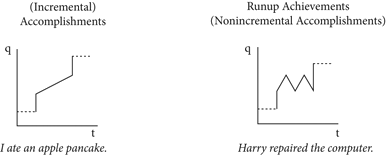 (Incremental)
Accomplishments
q
t
I ate an apple pancake.
Runup Achievements
(Nonincremental Accomplishments)
q
t
Harry repaired the computer.